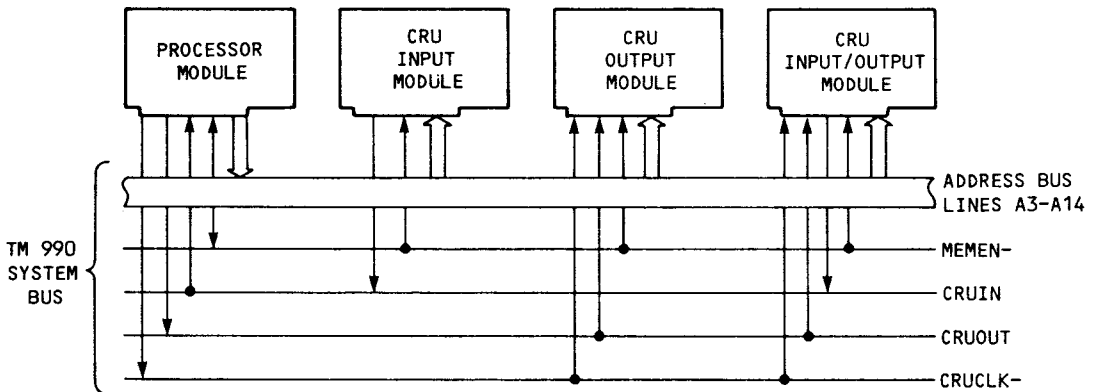 PROCESSOR
MODULE
CRU
INPUT
MODULE
CRU
OUTPUT
MODULE
CRU
INPUT/OUTPUT
MODULE
ADDRESS BUS
LINES A3-A14
TM 990
SYSTEM
BUS
MEMEN-
CRUIN
CRUOUT
CRUCLK-